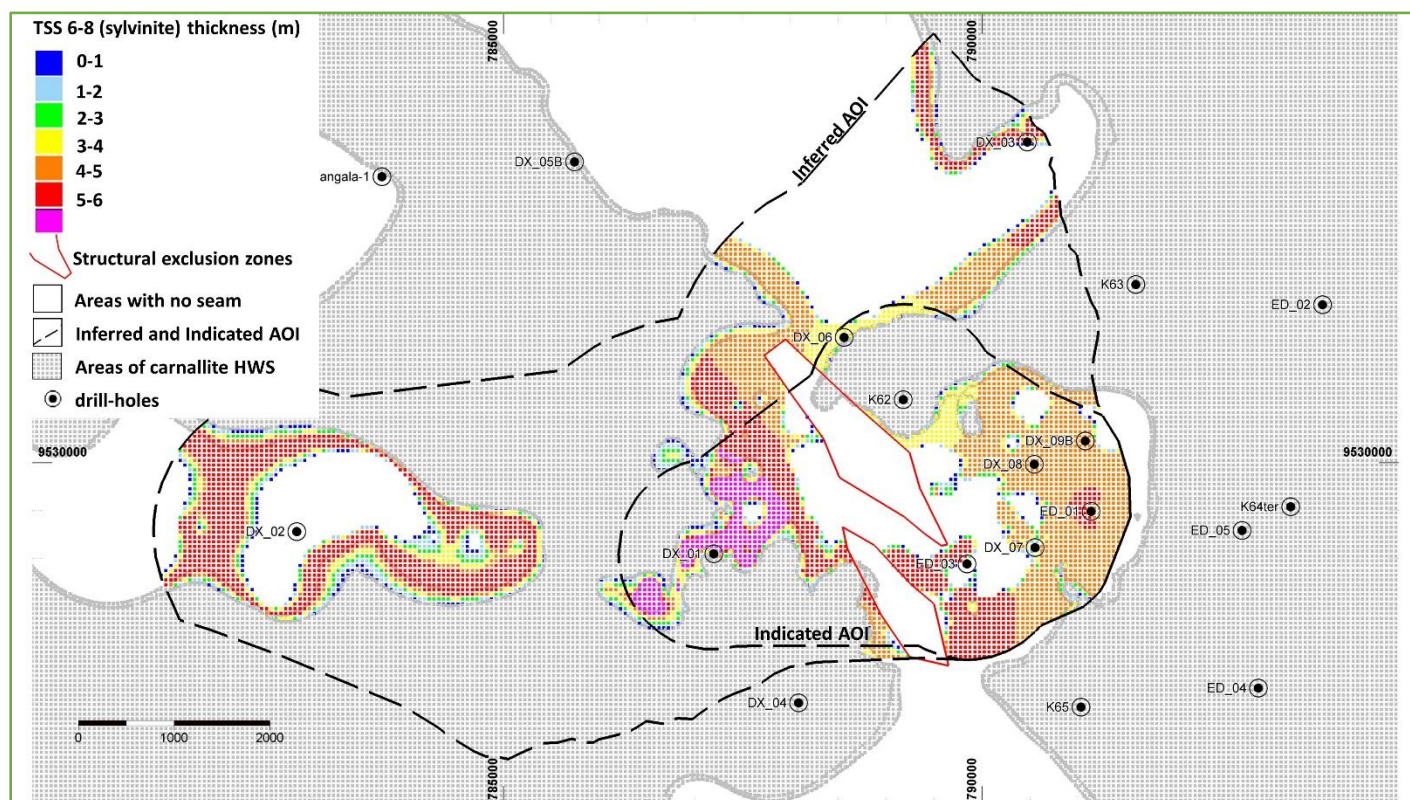 TSS 6-8 (sylvinite) thickness (m)
0-1
1-2
2-3
3-4
4-5
5-6
Structural exclusion zones
Areas with no seam
Inferred and Indicated AOI
Areas of carnallite HWS
drill-holes
785000
790000
Inferred AOI
DX_03
DX_05B
angala-1
K63
ED_02
DX_06
K62
DX_09B
9530000
9530000
DX_08
K64ter
ED_01
DX_02
ED_05
DX_07
DX_01
ED_03
Indicated AOI
ED_04
DX_04
K65
0
1000
2000
785000
790000